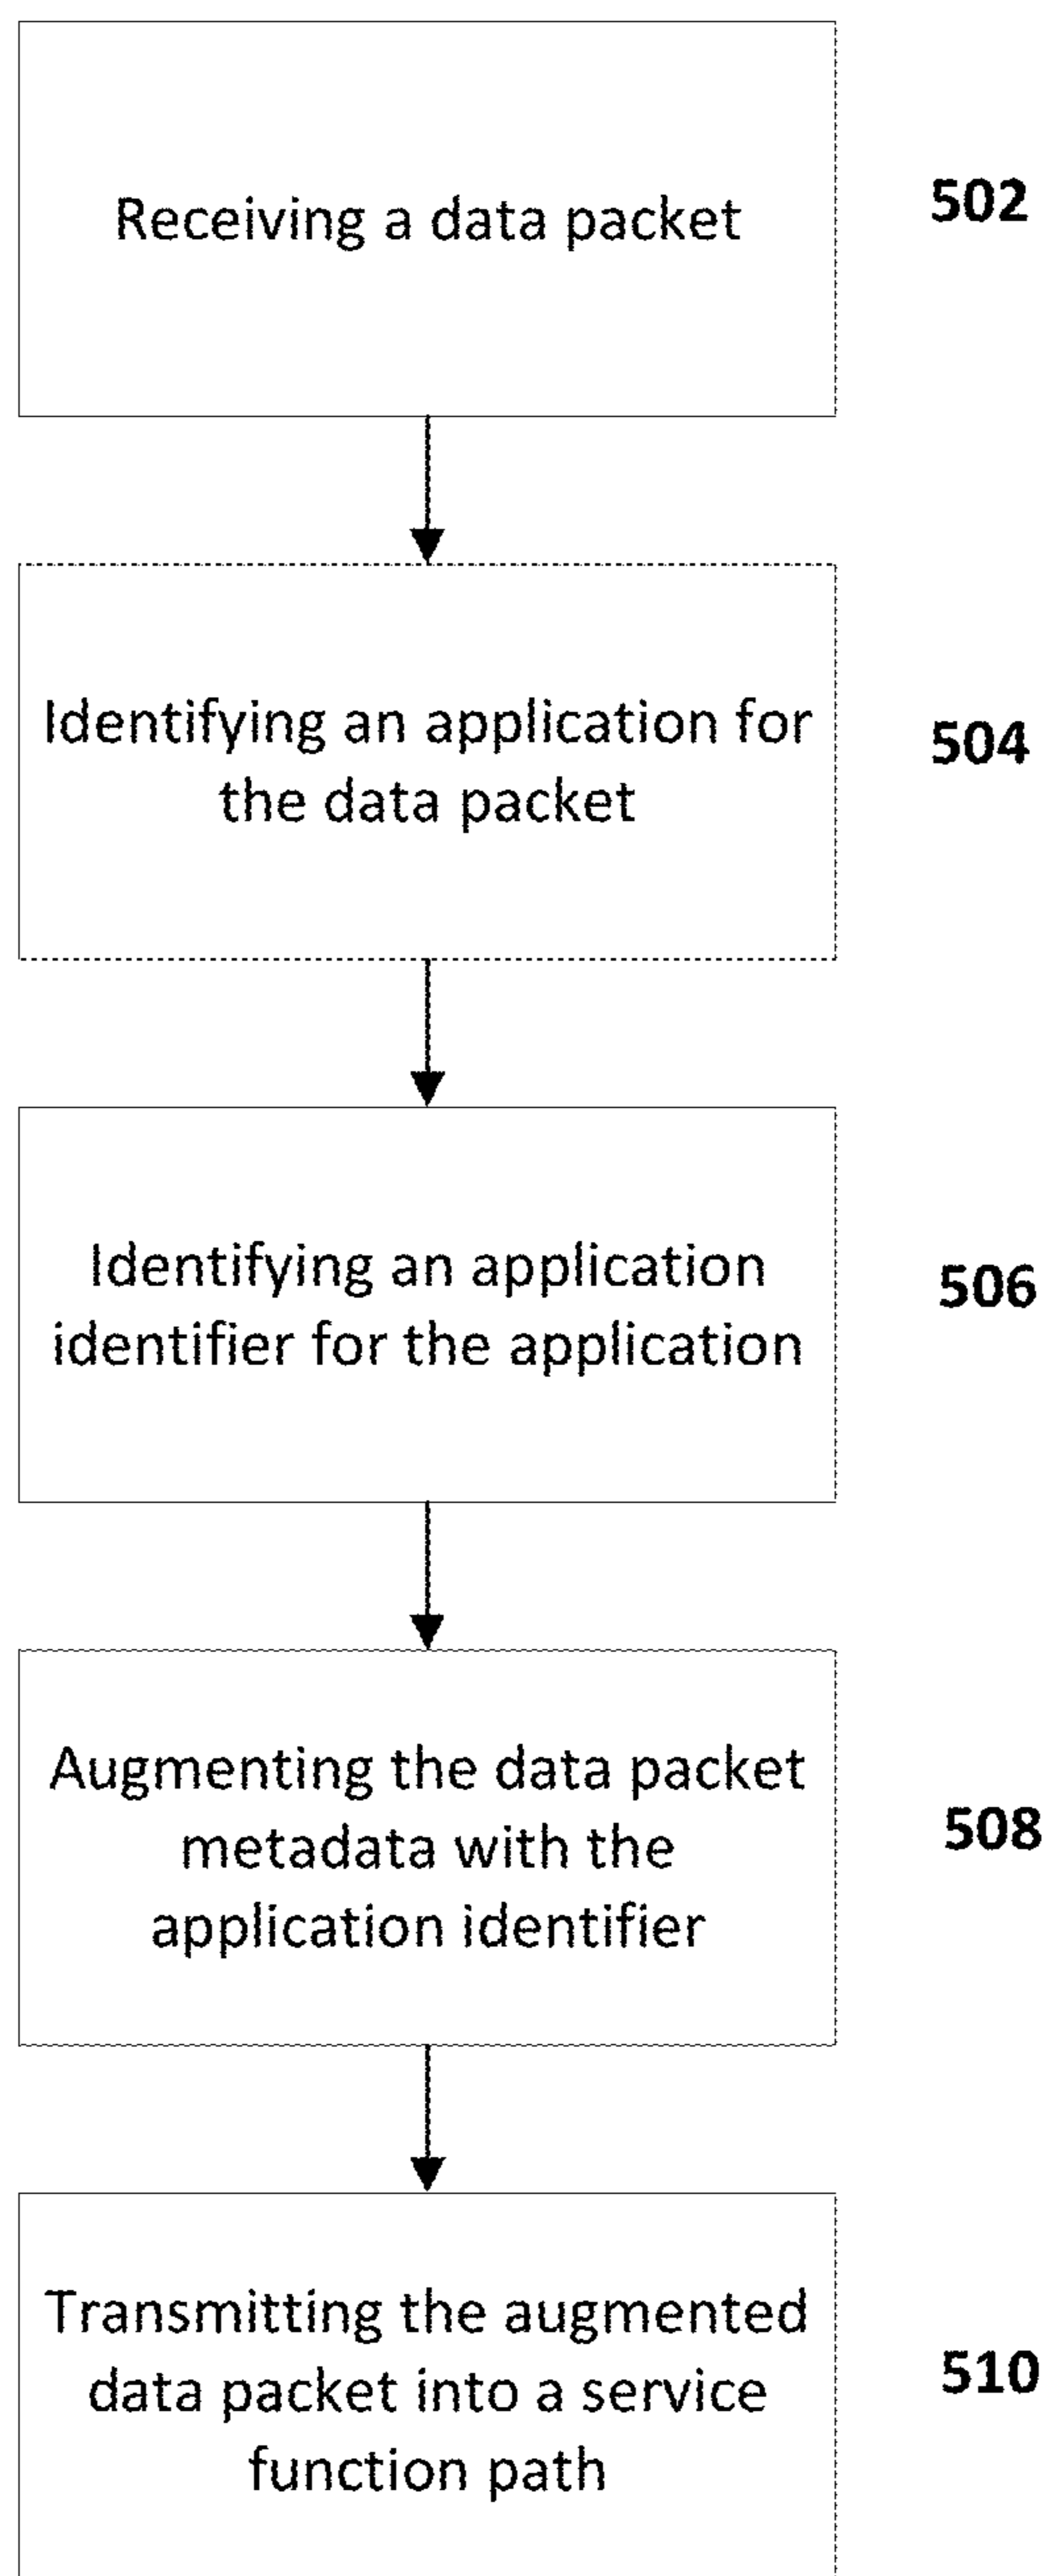 Receiving a data packet
502
Identifying an application for
the data packet
504
Identifying an application
identifier for the application
506
Augmenting the data packet
metadata with the
application identifier
508
Transmitting the augmented
data packet into a service
function path
510